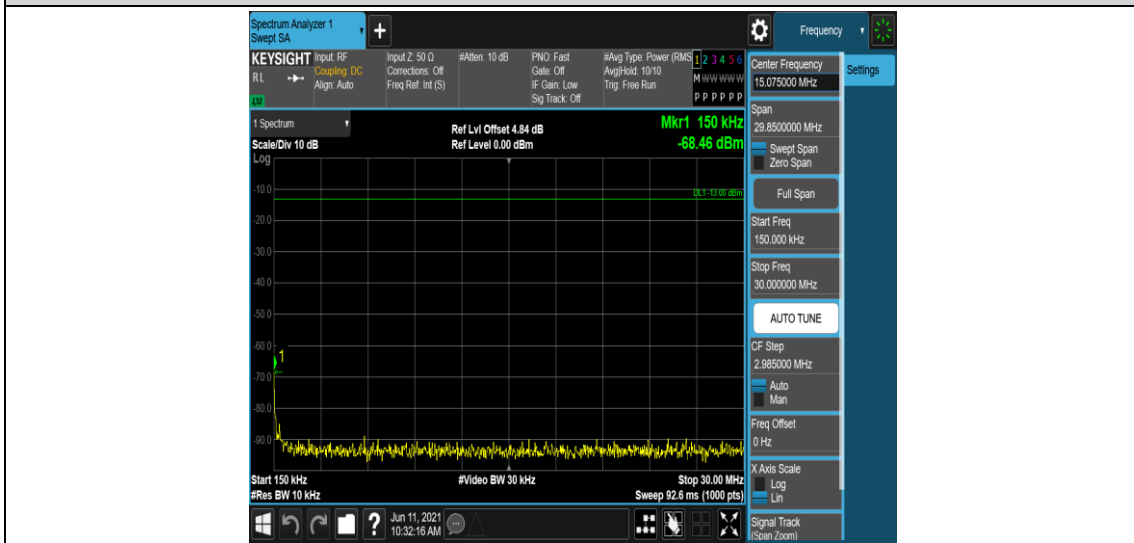 Spectrum Analyzer 1
Swept SA
+
Frequency
KEYSIGHT
Input: RF
Coupling: DC
Align: Auto
Input Z: 50 Ω
Corrections: Off
Freq Ref: Int (S)
#Atten: 10 dB
PNO: Fast
Gate: Off
IF Gain: Low
Sig Track: Off
#Avg Type: Power (RMS
Avg|Hold: 10/10
Trig: Free Run
1 2 3 4 5 6
M W W W W W
P P P P P P
RL
LXI
Center Frequency
15.075000 MHz
Settings
Span
29.8500000 MHz
Swept Span
Zero Span
Full Span
Start Freq
150.000 kHz
Stop Freq
30.000000 MHz
AUTO TUNE
CF Step
2.985000 MHz
Auto
Man
Freq Offset
0 Hz
X Axis Scale
Log
Lin
Signal Track
(Span Zoom)
1 Spectrum
Scale/Div 10 dB
Log
Ref Lvl Offset 4.84 dB
Ref Level 0.00 dBm
Mkr1 150 kHz
-68.46 dBm
-10.0
DL1 -13.00 dBm
-20.0
-30.0
-40.0
-50.0
-60.0
1
-70.0
-80.0
-90.0
Start 150 kHz
#Video BW 30 kHz
Stop 30.00 MHz
#Res BW 10 kHz
Sweep 92.6 ms (1000 pts)
?
Jun 11, 2021
10:32:16 AM